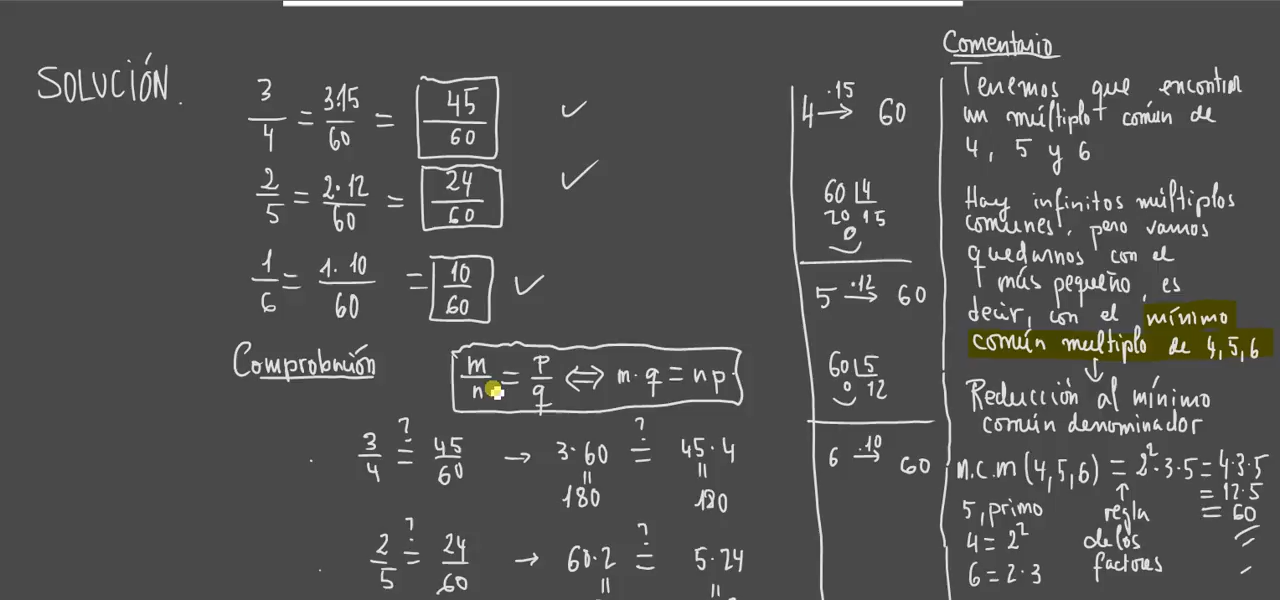 SOLUCIÓN.
3/4 = 3·15/60 = 45/60 ✓
2/5 = 2·12/60 = 24/60 ✓
1/6 = 1·10/60 = 10/60 ✓
Comprobación
m/n = p/q ⇔ m·q = np
· 3/4 =? 45/60 → 3·60 =? 45·4
= =
180 180
· 2/5 =? 24/60 → 60·2 =? 5·24
= =
4 ·15→ 60
60 4
20 15
0
5 ·12→ 60
60 5
0 12
6 ·10→ 60
Comentario
Tenemos que encontrar
un múltiplo común de
4, 5 y 6
Hay infinitos múltiplos
comunes, pero vamos
quedarnos con el
más pequeño, es
decir, con el mínimo
común multiplo de 4,5,6
↓
Reducción al mínimo
común denominador
m.c.m (4,5,6) = 2²·3·5 = 4·3·5
= 12·5
5, primo ↑ regla = 60
4 = 2² de los
6 = 2·3 factores